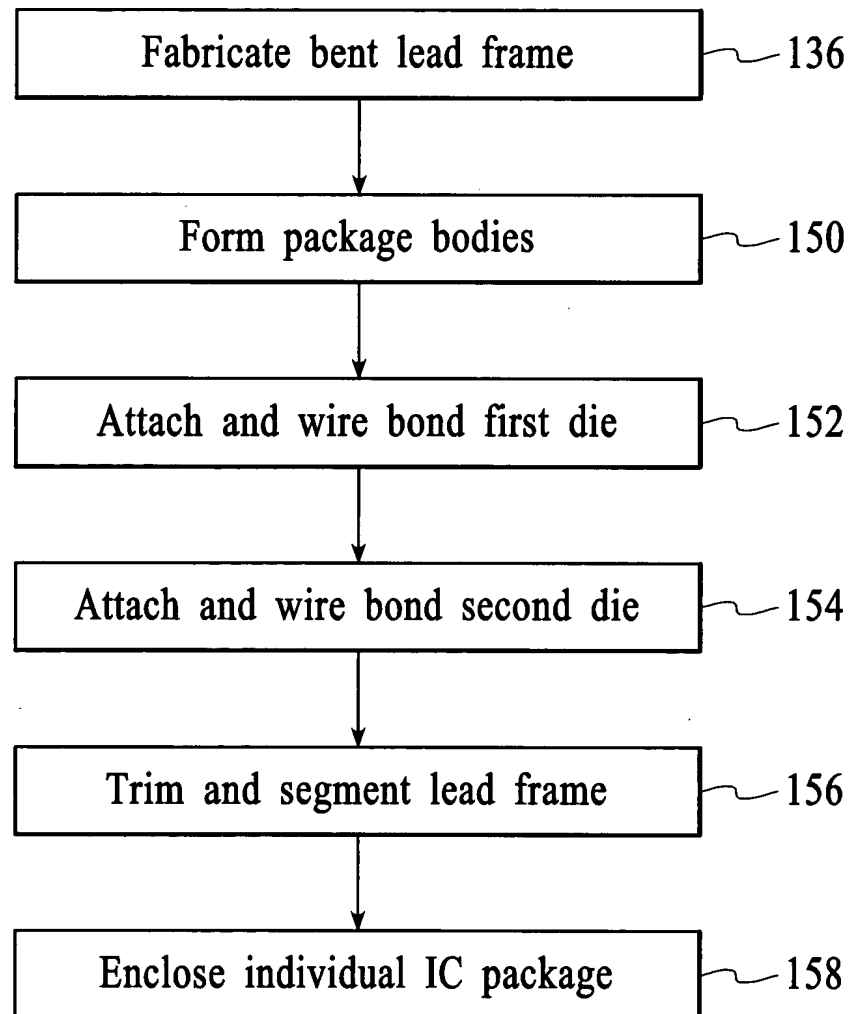 Fabricate bent lead frame 136
Form package bodies 150
Attach and wire bond first die 152
Attach and wire bond second die 154
Trim and segment lead frame 156
Enclose individual IC package 158